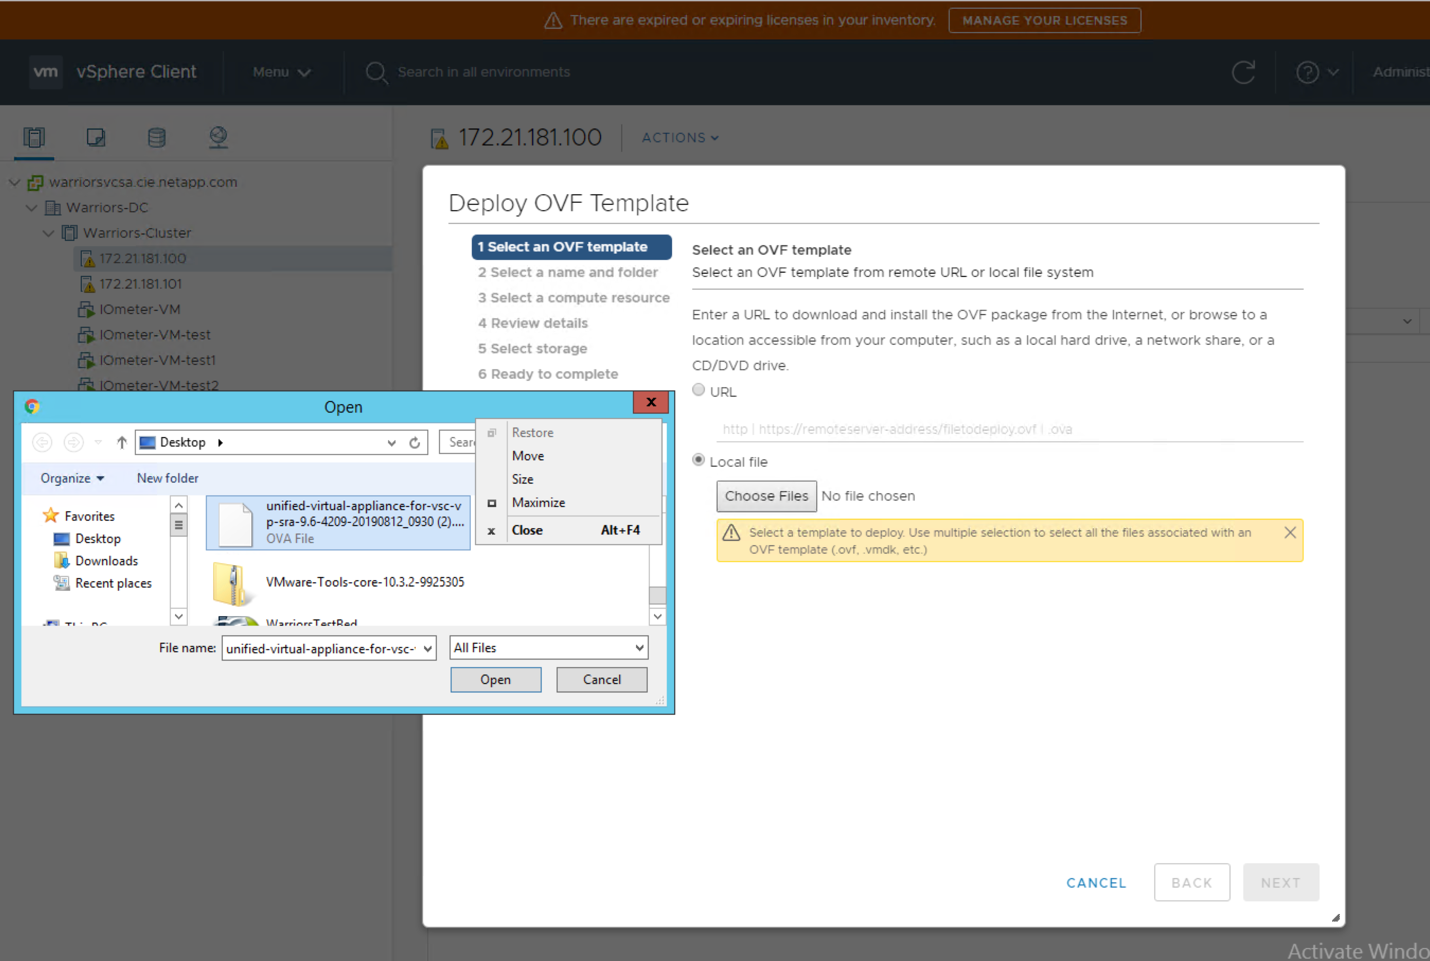 There are expired or expiring licenses in your inventory. MANAGE YOUR LICENSES
vm vSphere Client Menu Search in all environments Administ
172.21.181.100 ACTIONS
warriorsvcsa.cie.netapp.com
Warriors-DC
Warriors-Cluster
172.21.181.100
172.21.181.101
IOmeter-VM
IOmeter-VM-test
IOmeter-VM-test1
IOmeter-VM-test2
Deploy OVF Template
1 Select an OVF template
2 Select a name and folder
3 Select a compute resource
4 Review details
5 Select storage
6 Ready to complete
Select an OVF template
Select an OVF template from remote URL or local file system
Enter a URL to download and install the OVF package from the Internet, or browse to a
location accessible from your computer, such as a local hard drive, a network share, or a
CD/DVD drive.
URL
http | https://remoteserver-address/filetodeploy.ovf | .ova
Local file
Choose Files No file chosen
Select a template to deploy. Use multiple selection to select all the files associated with an
OVF template (.ovf, .vmdk, etc.)
CANCEL BACK NEXT
Open
Desktop
Sear
Organize New folder
Favorites
Desktop
Downloads
Recent places
This PC
unified-virtual-appliance-for-vsc-v
p-sra-9.6-4209-20190812_0930 (2)....
OVA File
VMware-Tools-core-10.3.2-9925305
WarriorsTestBed
Restore
Move
Size
Maximize
x Close Alt+F4
File name: unified-virtual-appliance-for-vsc- All Files
Open Cancel
Activate Windo